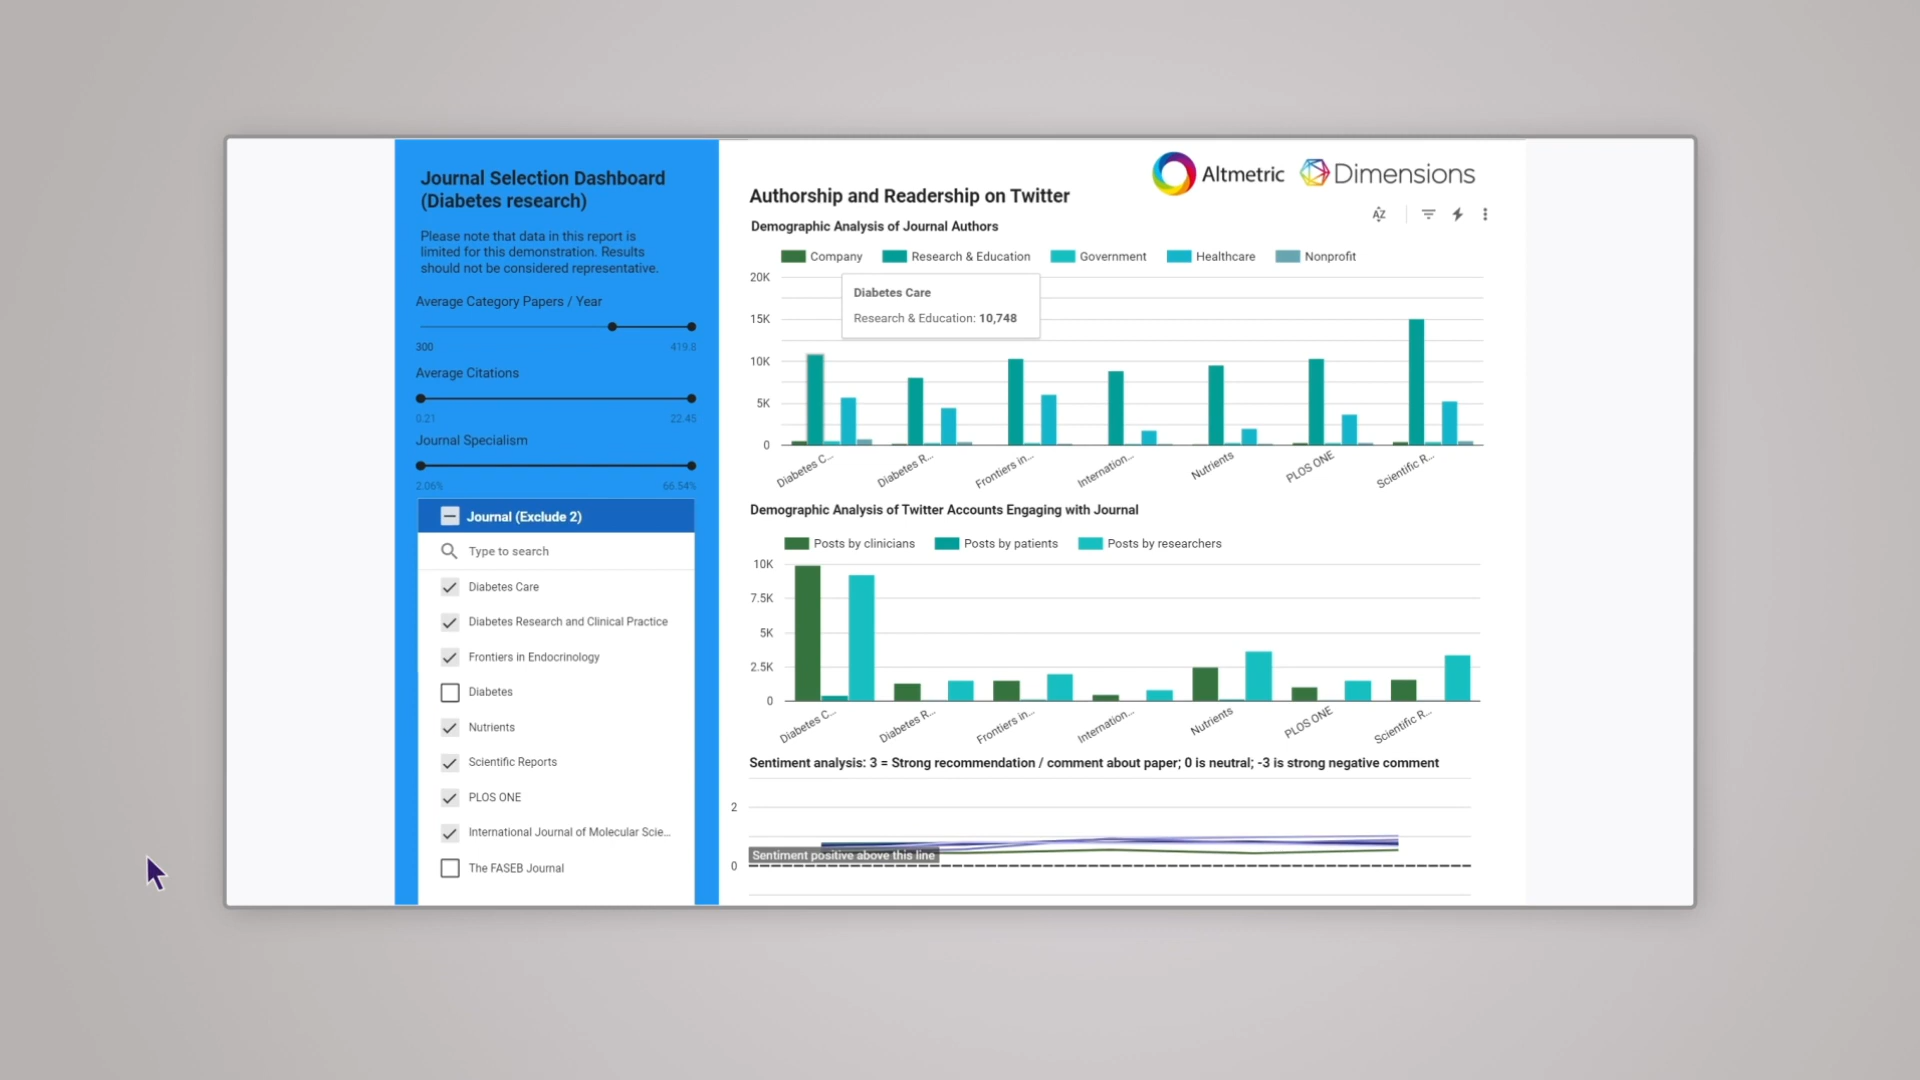 Journal Selection Dashboard
(Diabetes research)
Please note that data in this report is
limited for this demonstration. Results
should not be considered representative.
Average Category Papers / Year
300 419.8
Average Citations
0.21 22.45
Journal Specialism
2.06% 66.54%
Journal (Exclude 2)
Type to search
Diabetes Care
Diabetes Research and Clinical Practice
Frontiers in Endocrinology
Diabetes
Nutrients
Scientific Reports
PLOS ONE
International Journal of Molecular Scie...
The FASEB Journal
Altmetric Dimensions
Authorship and Readership on Twitter
Demographic Analysis of Journal Authors
Company Research & Education Government Healthcare Nonprofit
20K
15K
10K
5K
0
Diabetes Care
Research & Education: 10,748
Diabetes C... Diabetes R... Frontiers in... Internation... Nutrients PLOS ONE Scientific R...
Demographic Analysis of Twitter Accounts Engaging with Journal
Posts by clinicians Posts by patients Posts by researchers
10K
7.5K
5K
2.5K
0
Diabetes C... Diabetes R... Frontiers in... Internation... Nutrients PLOS ONE Scientific R...
Sentiment analysis: 3 = Strong recommendation / comment about paper; 0 is neutral; -3 is strong negative comment
2
Sentiment positive above this line
0